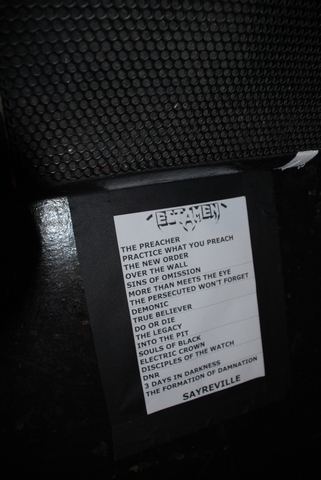 TESTAMENT
THE PREACHER
PRACTICE WHAT YOU PREACH
THE NEW ORDER
OVER THE WALL
SINS OF OMISSION
MORE THAN MEETS THE EYE
THE PERSECUTED WON'T FORGET
DEMONIC
TRUE BELIEVER
DO OR DIE
THE LEGACY
INTO THE PIT
SOULS OF BLACK
ELECTRIC CROWN
DISCIPLES OF THE WATCH
DNR
3 DAYS IN DARKNESS
THE FORMATION OF DAMNATION
SAYREVILLE